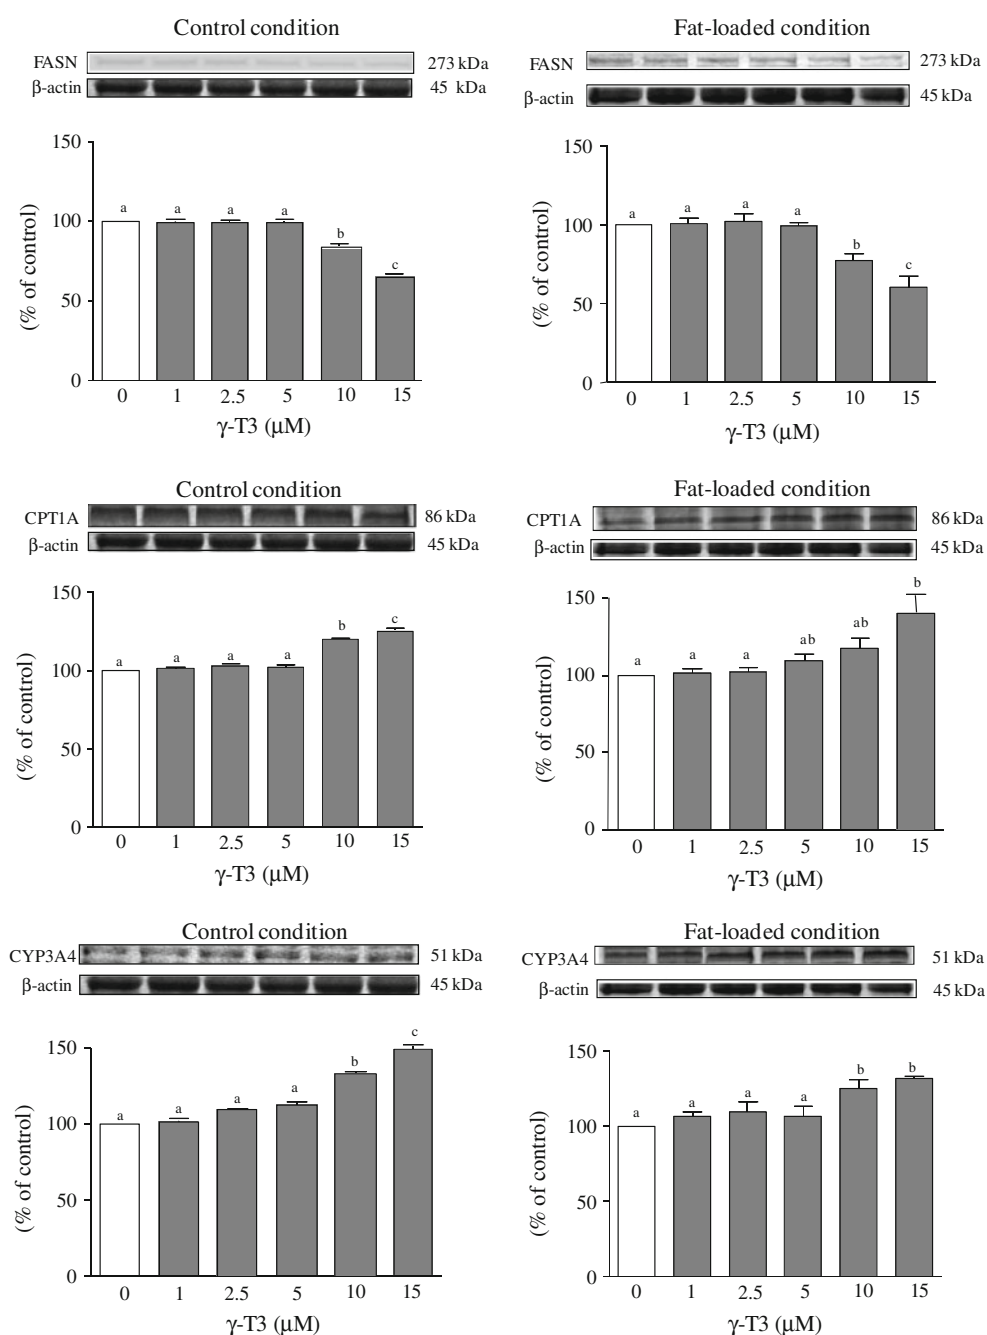 Control condition
FASN 273 kDa
β-actin 45 kDa
150
100
50
0
(% of control)
a a a a b c
0 1 2.5 5 10 15
γ-T3 (μM)
Fat-loaded condition
FASN 273 kDa
β-actin 45 kDa
150
100
50
0
(% of control)
a a a a b c
0 1 2.5 5 10 15
γ-T3 (μM)
Control condition
CPT1A 86 kDa
β-actin 45 kDa
150
100
50
0
(% of control)
a a a a b c
0 1 2.5 5 10 15
γ-T3 (μM)
Fat-loaded condition
CPT1A 86 kDa
β-actin 45 kDa
150
100
50
0
(% of control)
a a a ab ab b
0 1 2.5 5 10 15
γ-T3 (μM)
Control condition
CYP3A4 51 kDa
β-actin 45 kDa
150
100
50
0
(% of control)
a a a a b c
0 1 2.5 5 10 15
γ-T3 (μM)
Fat-loaded condition
CYP3A4 51 kDa
β-actin 45 kDa
150
100
50
0
(% of control)
a a a a b b
0 1 2.5 5 10 15
γ-T3 (μM)